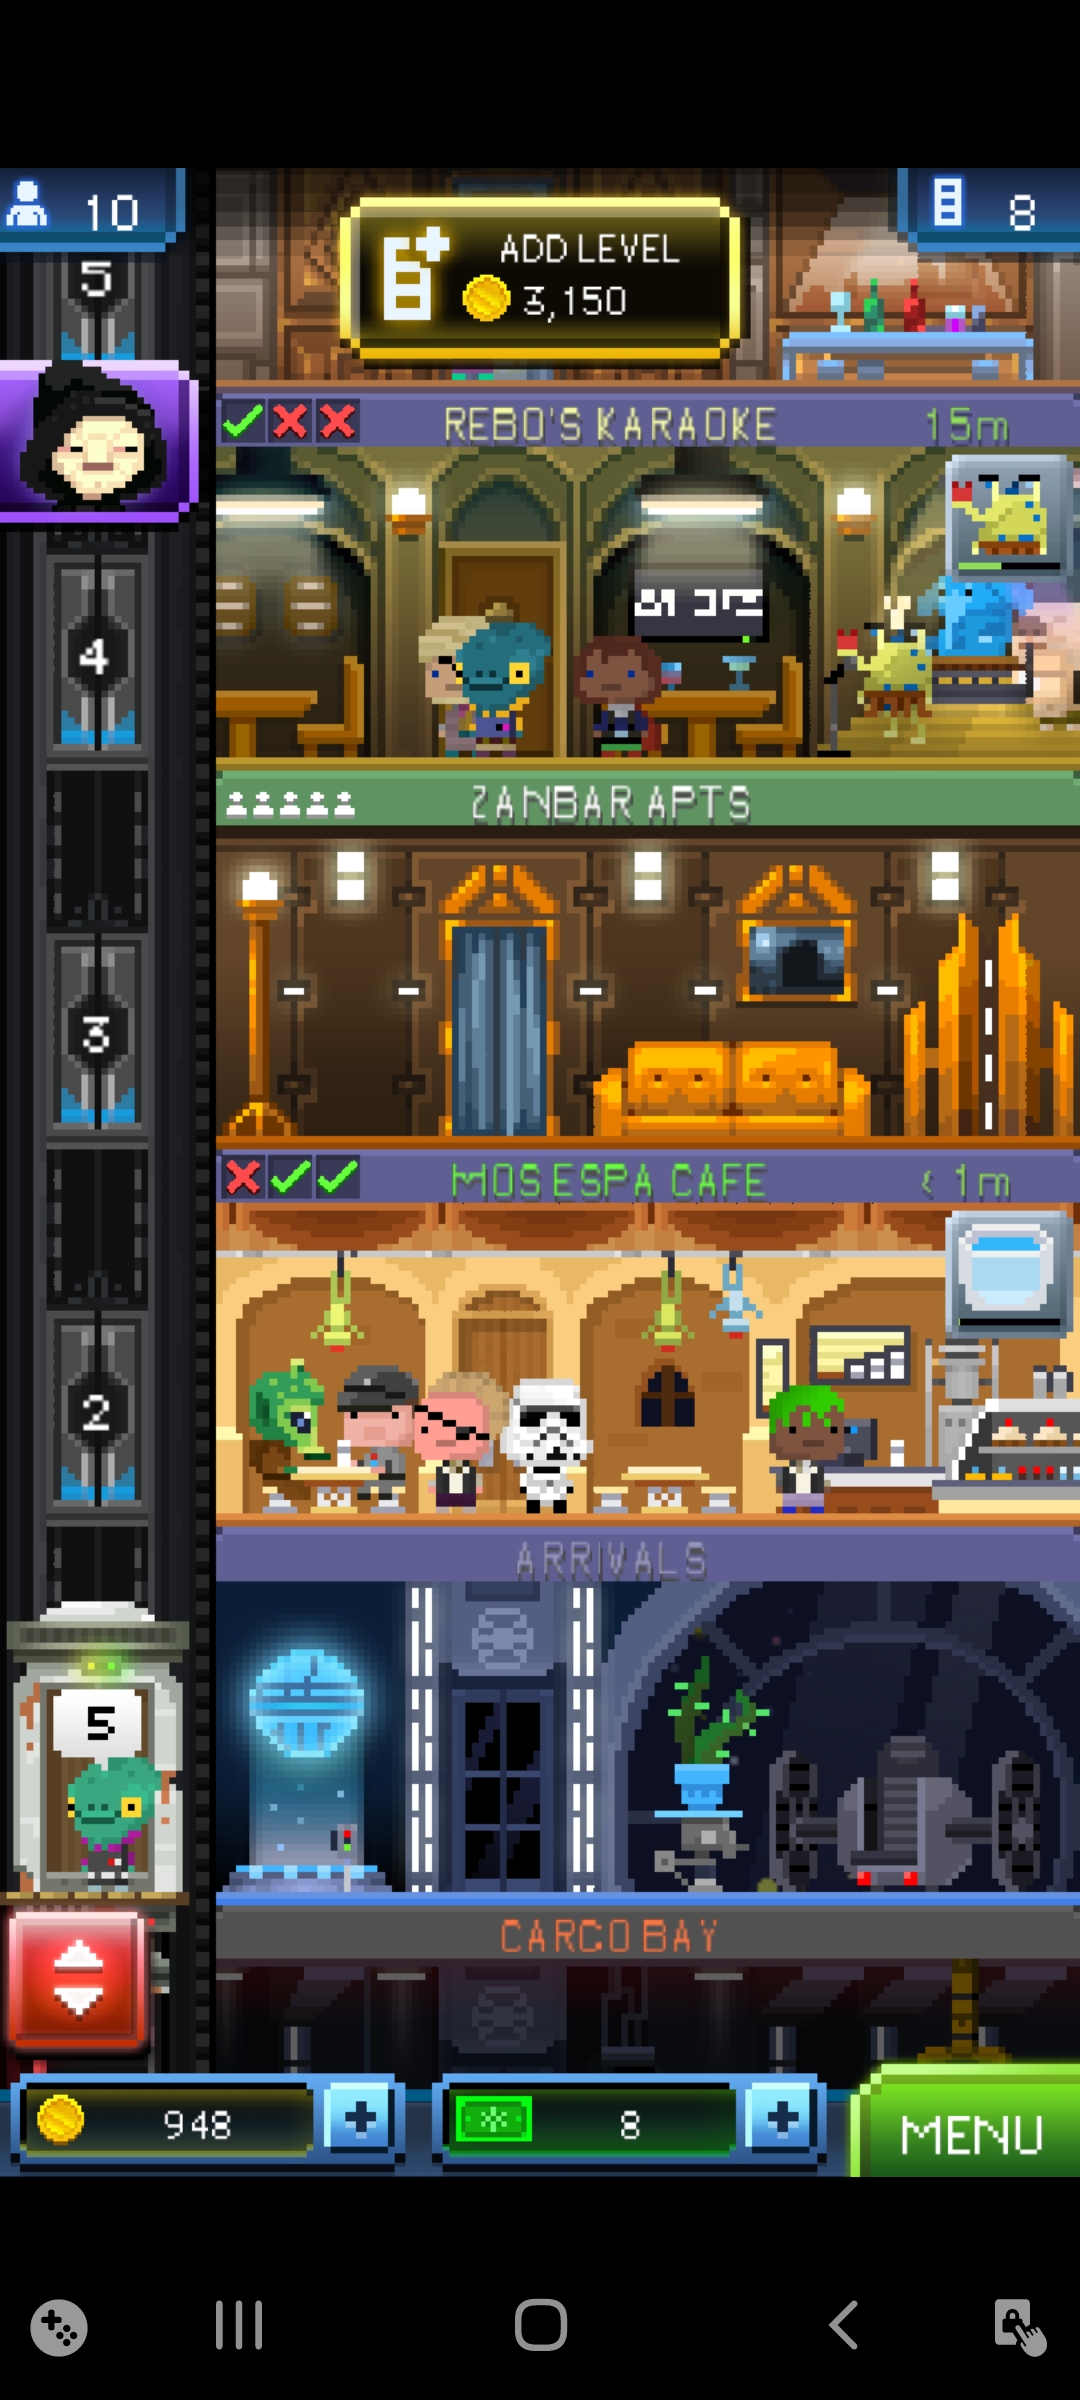 10
8
5
ADD LEVEL
3,150
REBO'S KARAOKE
15m
4
ZANBAR APTS
3
MOS ESPA CAFE
< 1m
2
ARRIVALS
5
CARGO BAY
948
8
MENU